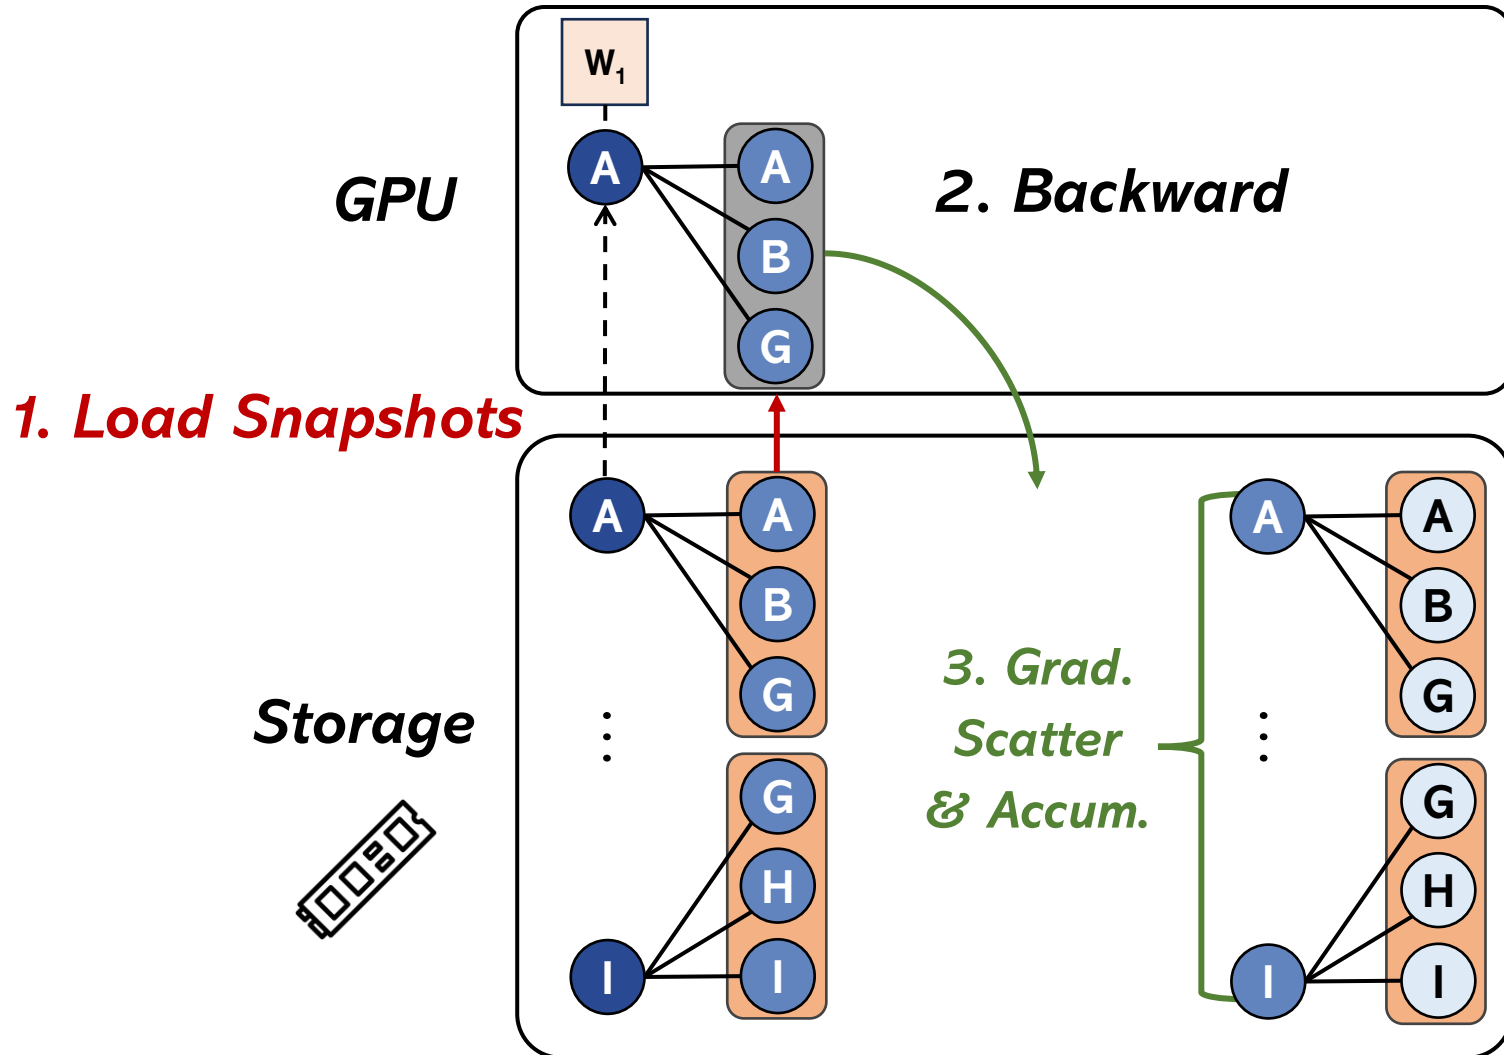 W1
A
A
GPU
2. Backward
B
G
1. Load Snapshots
A
A
A
A
B
B
3. Grad.
G
G
Storage
Scatter
⋮
⋮
& Accum.
G
G
H
H
I
I
I
I